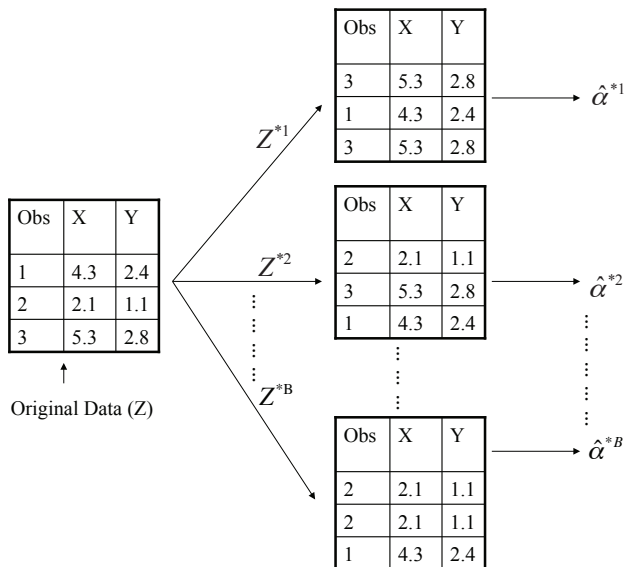 Obs X Y
3 5.3 2.8
1 4.3 2.4
3 5.3 2.8
Z*1
α̂*1
Obs X Y
1 4.3 2.4
2 2.1 1.1
3 5.3 2.8
Original Data (Z)
Z*2
Obs X Y
2 2.1 1.1
3 5.3 2.8
1 4.3 2.4
α̂*2
Z*B
Obs X Y
2 2.1 1.1
2 2.1 1.1
1 4.3 2.4
α̂*B